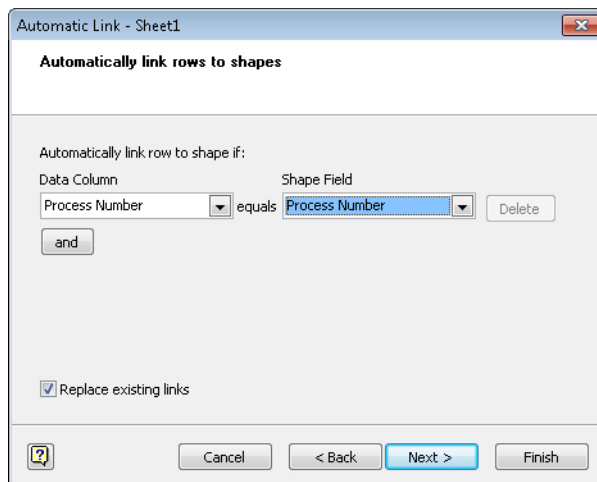 Automatic Link - Sheet1
Automatically link rows to shapes
Automatically link row to shape if:
Data Column Shape Field
Process Number equals Process Number Delete
and
Replace existing links
Cancel < Back Next > Finish